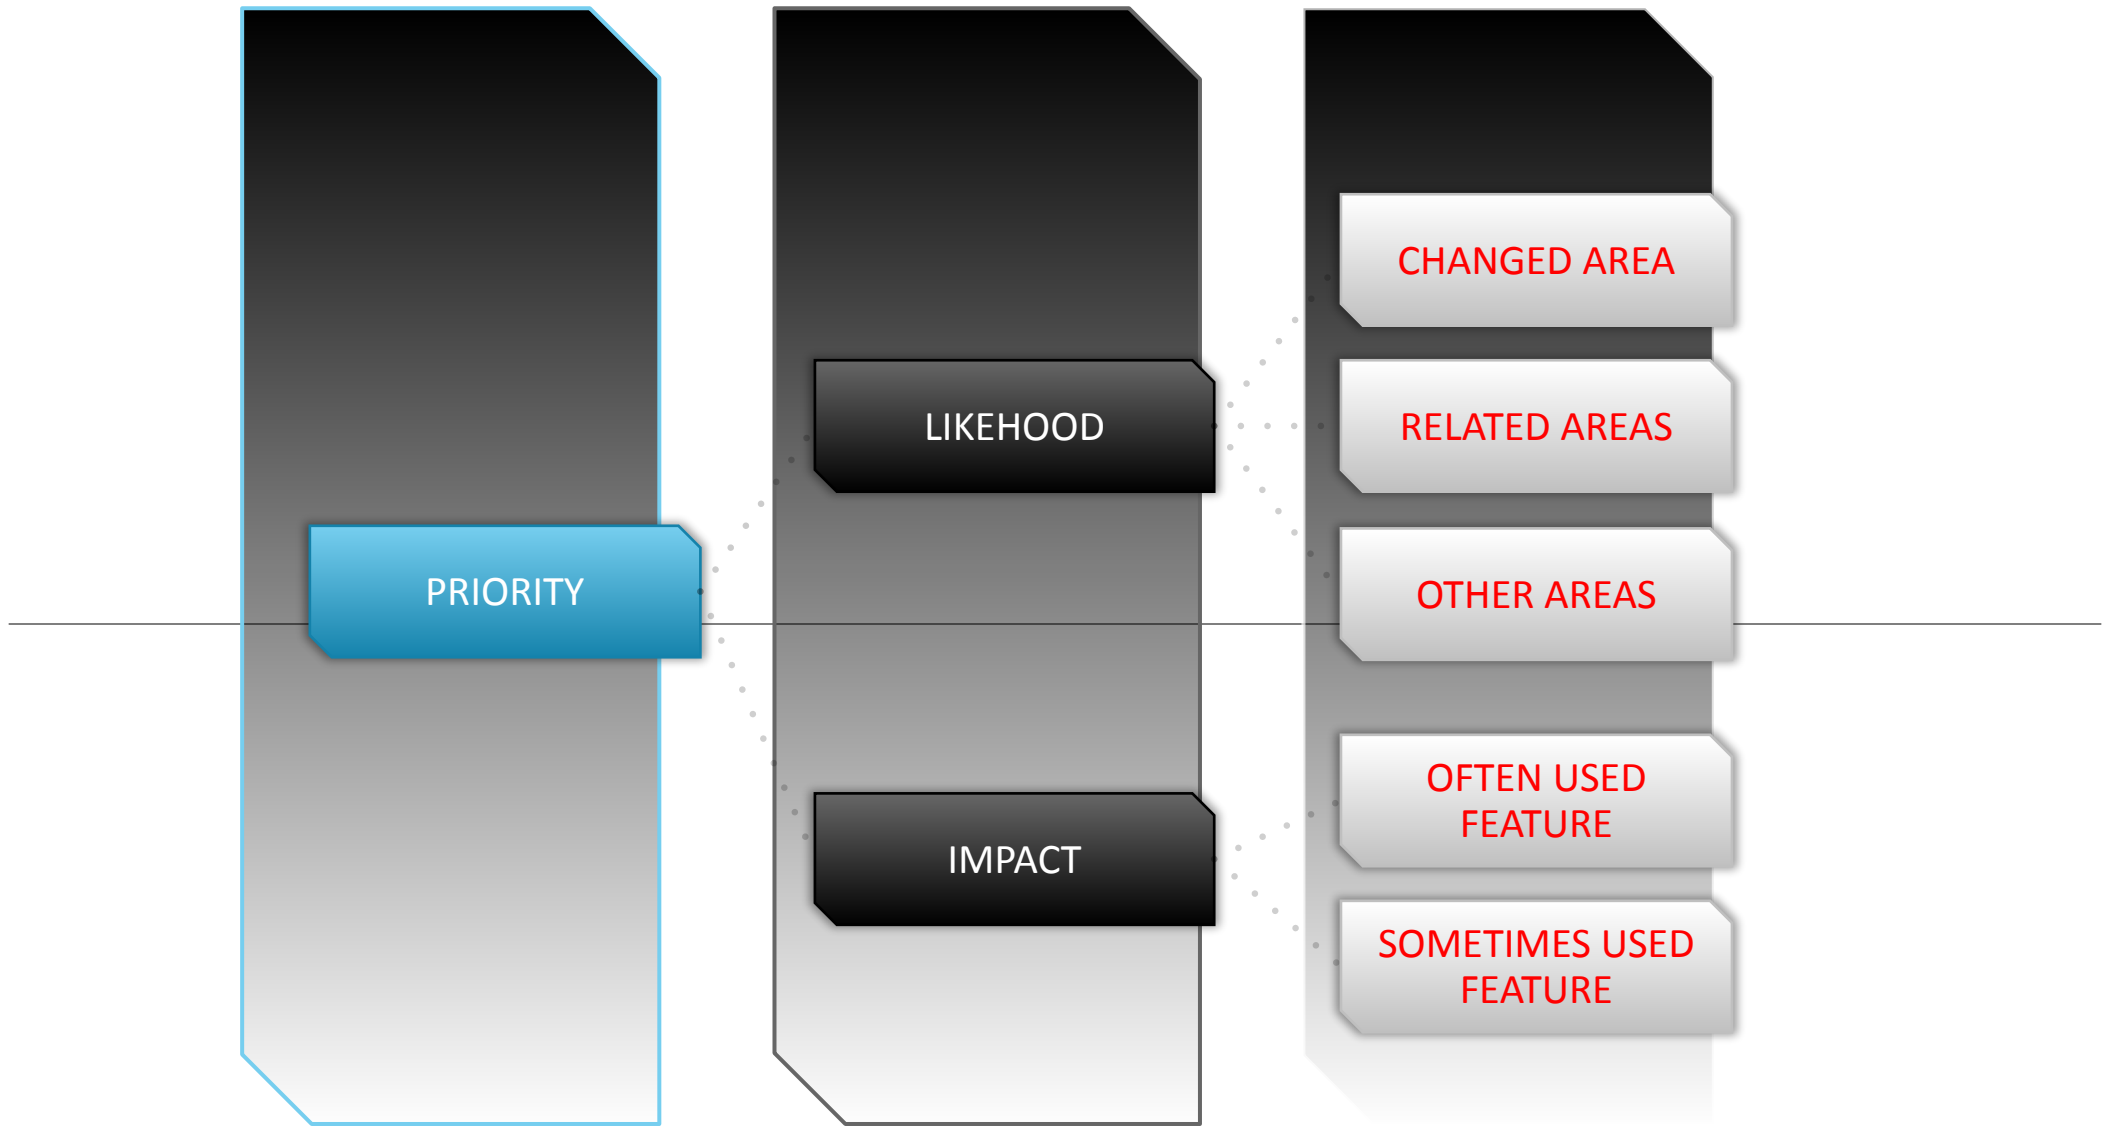 PRIORITY
LIKEHOOD
IMPACT
CHANGED AREA
RELATED AREAS
OTHER AREAS
OFTEN USED
FEATURE
SOMETIMES USED
FEATURE